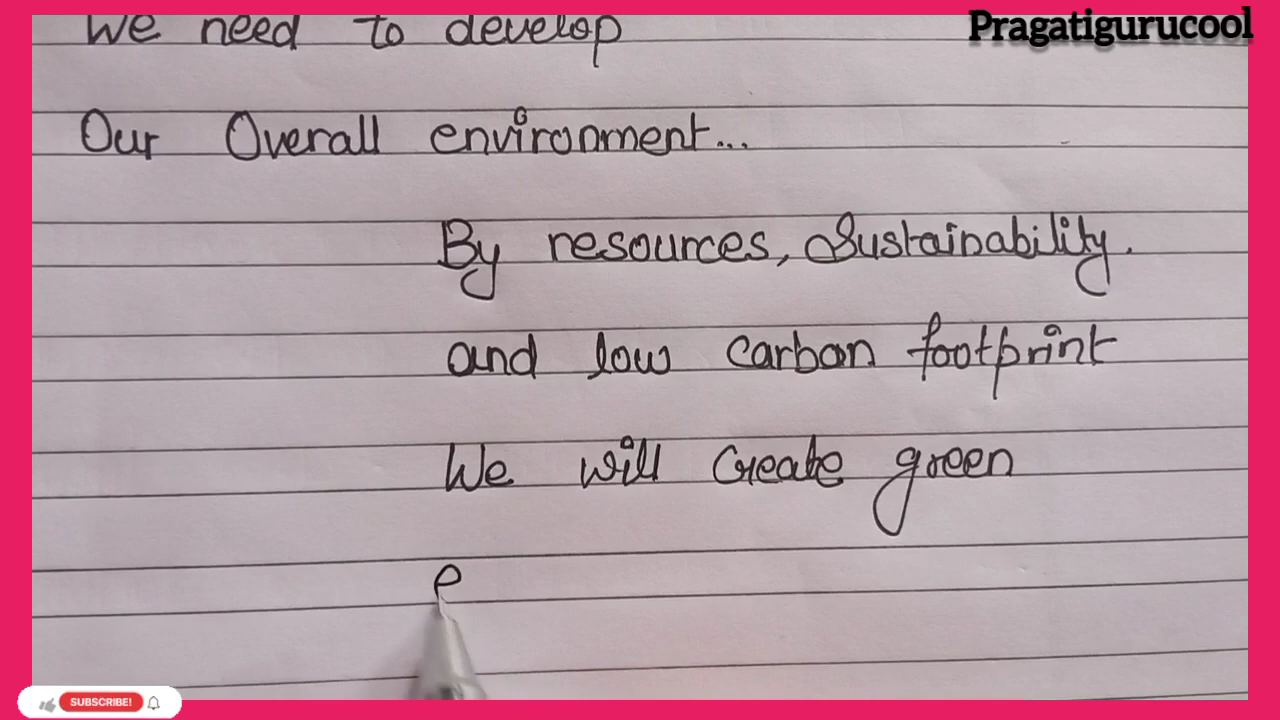 Pragatigurucool
We need to develop
Our Overall environment...
By resources, Sustainability.
and low carbon footprint
We will Create green
e
SUBSCRIBE!